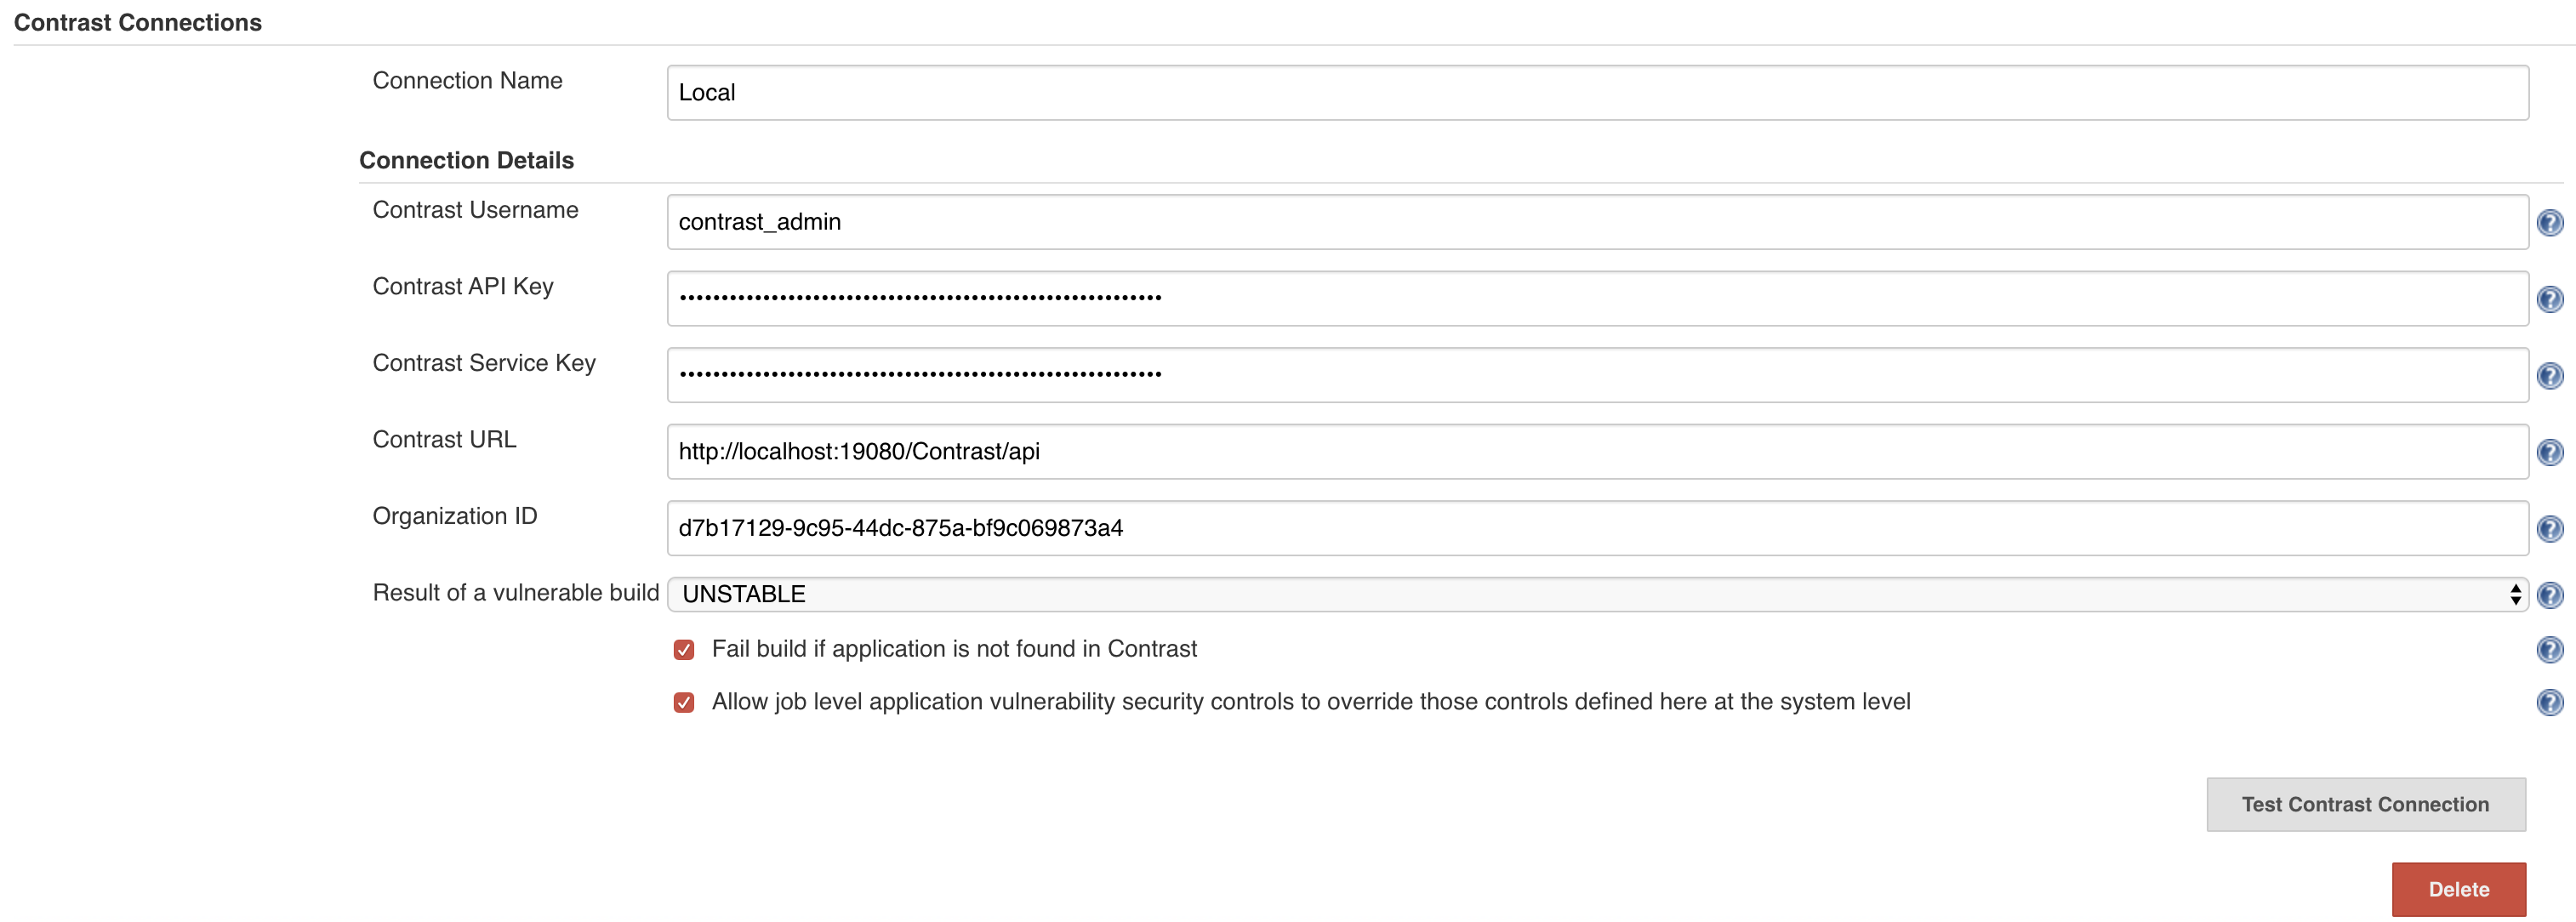 Contrast Connections
Connection Name
Local
Connection Details
Contrast Username
contrast_admin
Contrast API Key
••••••••••••••••••••••••••••••••••••••••••••••••••••••••••
Contrast Service Key
••••••••••••••••••••••••••••••••••••••••••••••••••••••••••
Contrast URL
http://localhost:19080/Contrast/api
Organization ID
d7b17129-9c95-44dc-875a-bf9c069873a4
Result of a vulnerable build
UNSTABLE
Fail build if application is not found in Contrast
Allow job level application vulnerability security controls to override those controls defined here at the system level
Test Contrast Connection
Delete